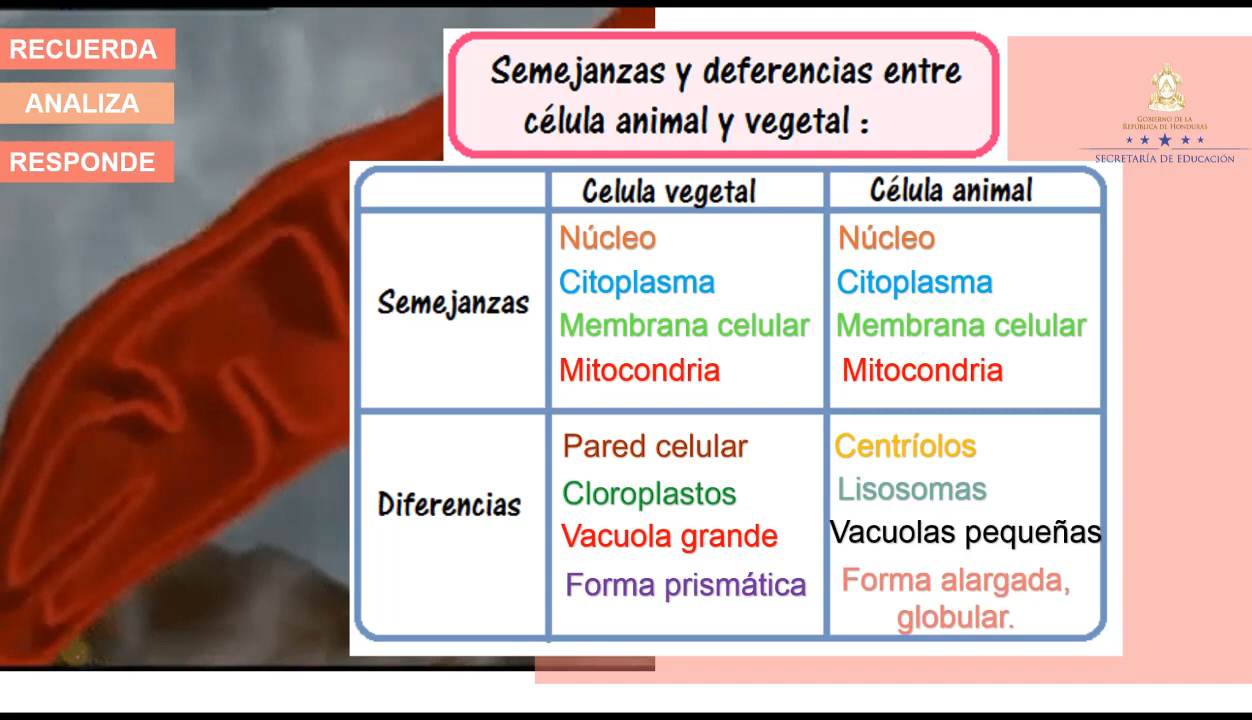 RECUERDA
ANALIZA
RESPONDE
Semejanzas y deferencias entre
célula animal y vegetal :
GOBIERNO DE LA
REPÚBLICA DE HONDURAS
SECRETARÍA DE EDUCACIÓN
Celula vegetal
Célula animal
Semejanzas
Núcleo
Citoplasma
Membrana celular
Mitocondria
Núcleo
Citoplasma
Membrana celular
Mitocondria
Diferencias
Pared celular
Cloroplastos
Vacuola grande
Forma prismática
Centríolos
Lisosomas
Vacuolas pequeñas
Forma alargada,
globular.